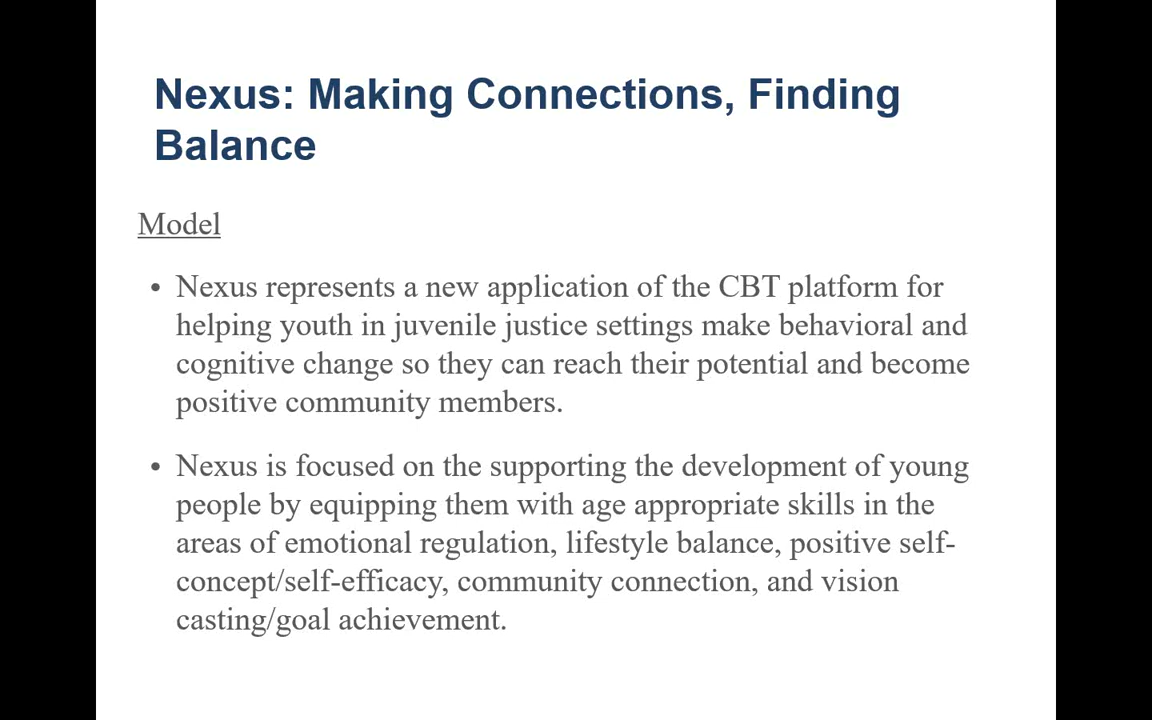 Nexus: Making Connections, Finding
Balance
Model
• Nexus represents a new application of the CBT platform for
helping youth in juvenile justice settings make behavioral and
cognitive change so they can reach their potential and become
positive community members.
• Nexus is focused on the supporting the development of young
people by equipping them with age appropriate skills in the
areas of emotional regulation, lifestyle balance, positive self-
concept/self-efficacy, community connection, and vision
casting/goal achievement.